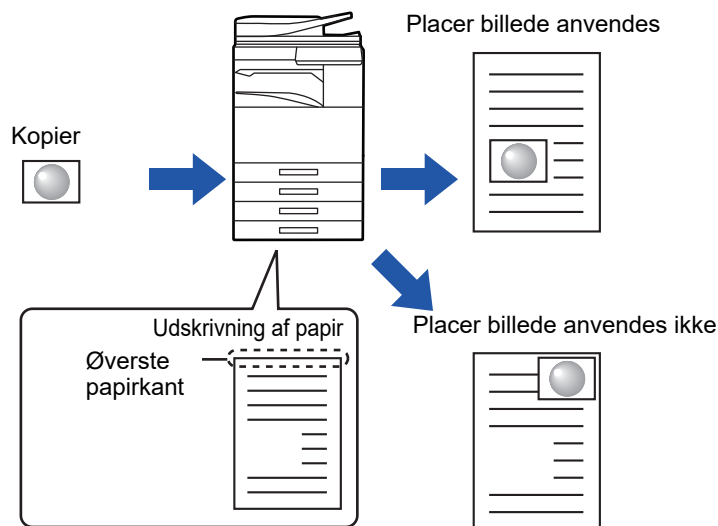 Placer billede anvendes
Kopier
Udskrivning af papir
Øverste
papirkant
Placer billede anvendes ikke